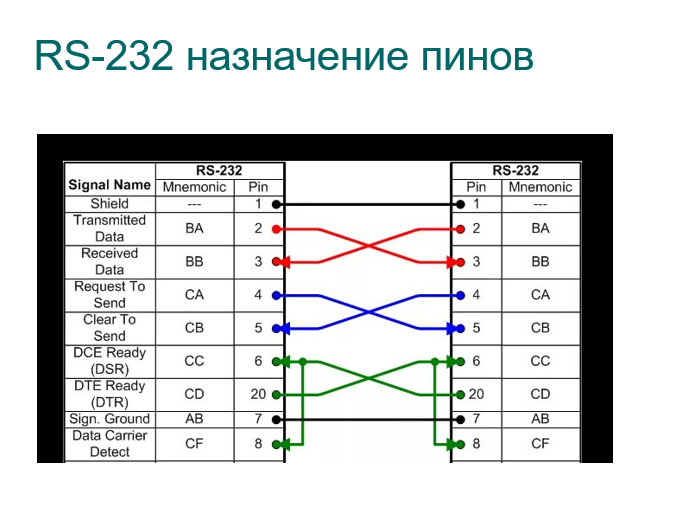 RS-232 назначение пинов
RS-232 RS-232
Signal Name Mnemonic Pin Pin Mnemonic
Shield --- 1 1 ---
Transmitted
Data BA 2 2 BA
Received
Data BB 3 3 BB
Request To
Send CA 4 4 CA
Clear To
Send CB 5 5 CB
DCE Ready
(DSR) CC 6 6 CC
DTE Ready
(DTR) CD 20 20 CD
Sign. Ground AB 7 7 AB
Data Carrier
Detect CF 8 8 CF